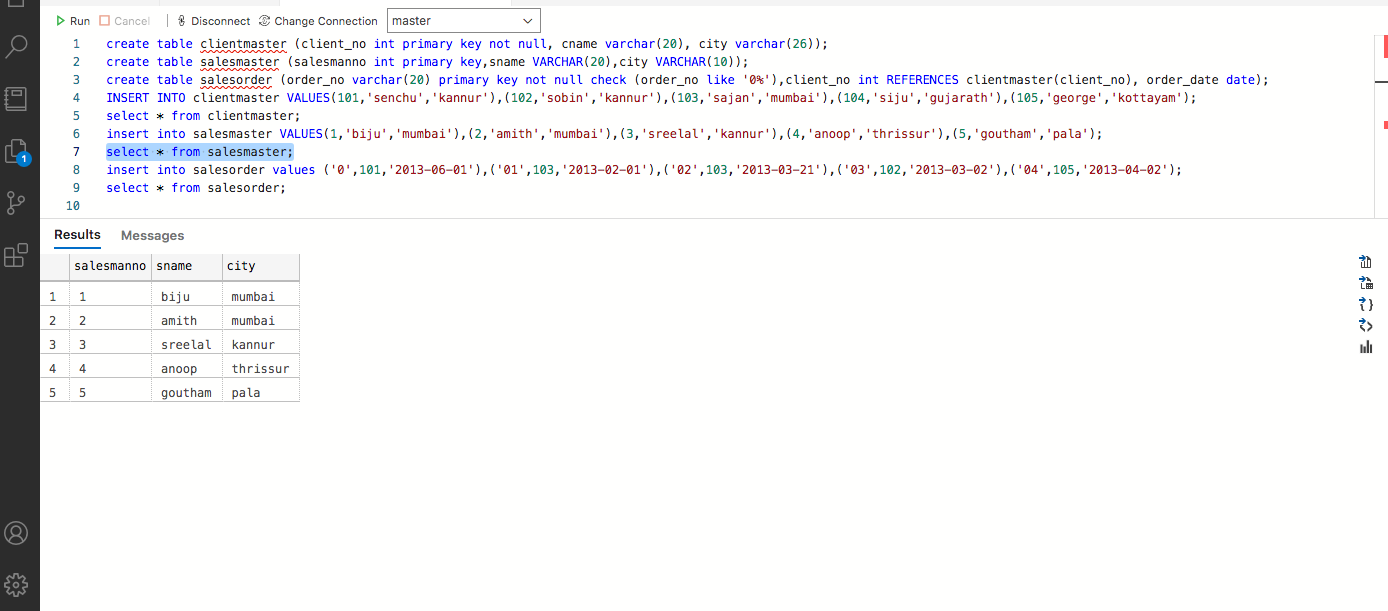 Run Cancel Disconnect Change Connection master
1 create table clientmaster (client_no int primary key not null, cname varchar(20), city varchar(26));
2 create table salesmaster (salesmanno int primary key,sname VARCHAR(20),city VARCHAR(10));
3 create table salesorder (order_no varchar(20) primary key not null check (order_no like '0%'),client_no int REFERENCES clientmaster(client_no), order_date date);
4 INSERT INTO clientmaster VALUES(101,'senchu','kannur'),(102,'sobin','kannur'),(103,'sajan','mumbai'),(104,'siju','gujarath'),(105,'george','kottayam');
5 select * from clientmaster;
6 insert into salesmaster VALUES(1,'biju','mumbai'),(2,'amith','mumbai'),(3,'sreelal','kannur'),(4,'anoop','thrissur'),(5,'goutham','pala');
7 select * from salesmaster;
8 insert into salesorder values ('0',101,'2013-06-01'),('01',103,'2013-02-01'),('02',103,'2013-03-21'),('03',102,'2013-03-02'),('04',105,'2013-04-02');
9 select * from salesorder;
10
1
Results Messages
salesmanno sname city
1 1 biju mumbai
2 2 amith mumbai
3 3 sreelal kannur
4 4 anoop thrissur
5 5 goutham pala